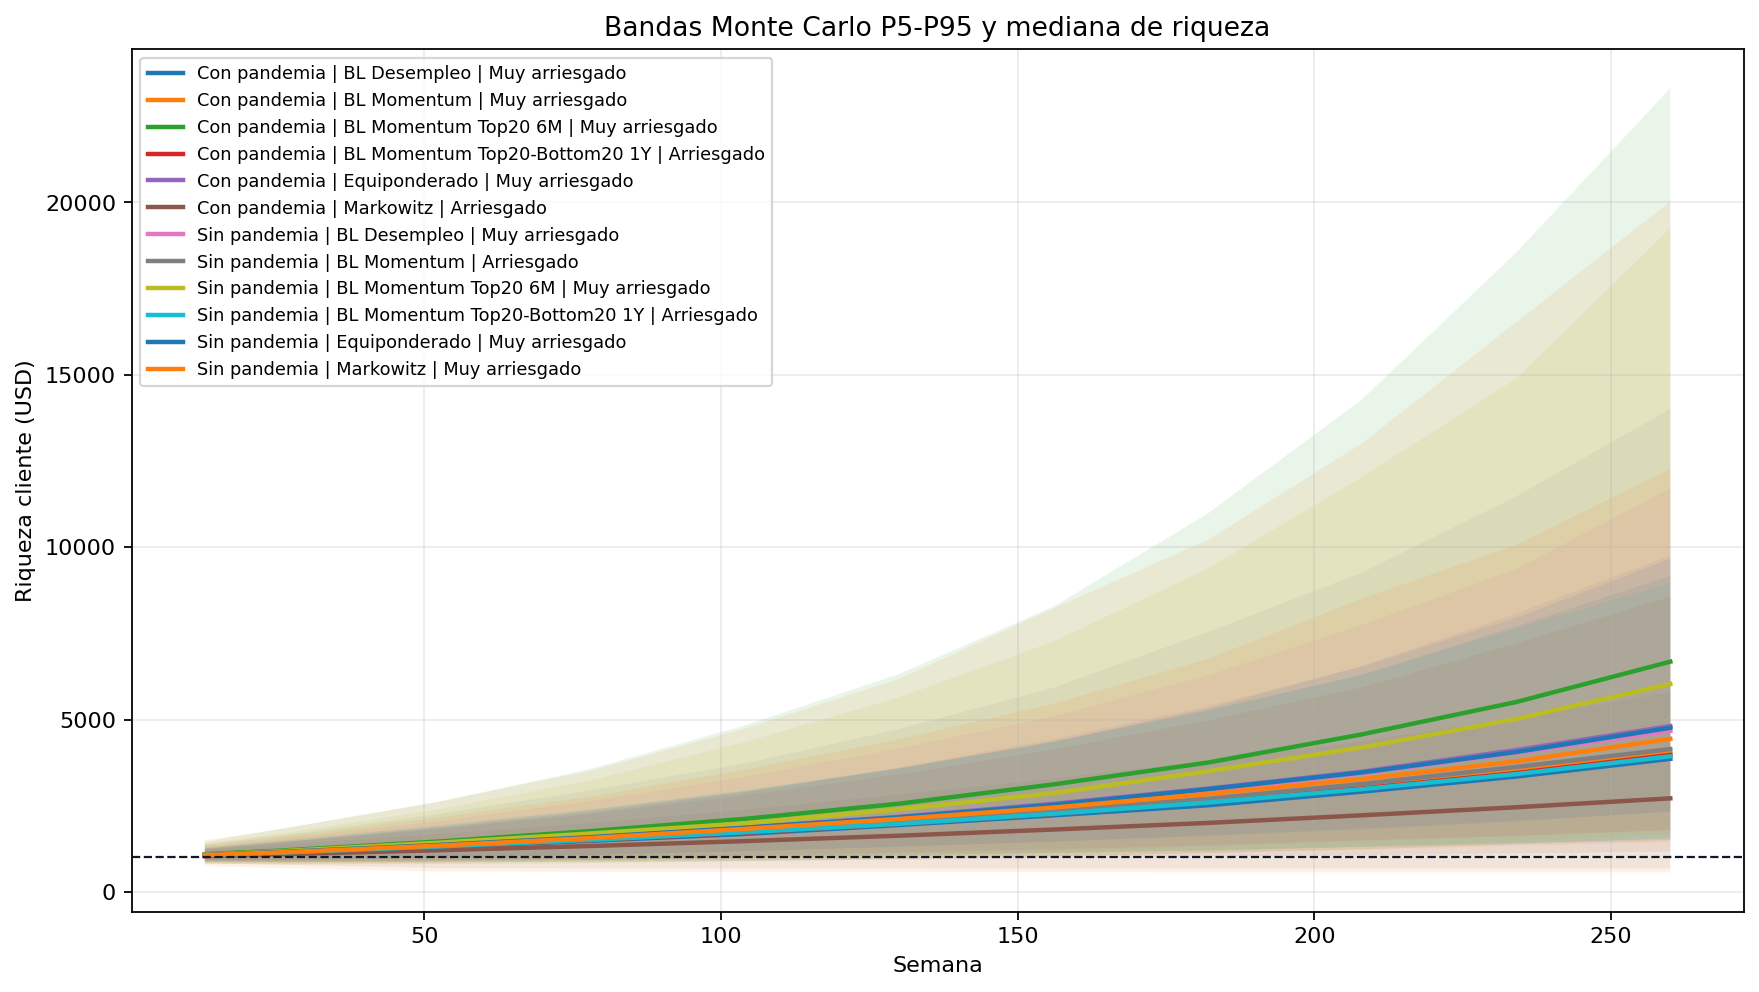 Bandas Monte Carlo P5-P95 y mediana de riqueza
Con pandemia | BL Desempleo | Muy arriesgado
Con pandemia | BL Momentum | Muy arriesgado
Con pandemia | BL Momentum Top20 6M | Muy arriesgado
Con pandemia | BL Momentum Top20-Bottom20 1Y | Arriesgado
Con pandemia | Equiponderado | Muy arriesgado
Con pandemia | Markowitz | Arriesgado
Sin pandemia | BL Desempleo | Muy arriesgado
Sin pandemia | BL Momentum | Arriesgado
Sin pandemia | BL Momentum Top20 6M | Muy arriesgado
Sin pandemia | BL Momentum Top20-Bottom20 1Y | Arriesgado
Sin pandemia | Equiponderado | Muy arriesgado
Sin pandemia | Markowitz | Muy arriesgado
Riqueza cliente (USD)
20000
15000
10000
5000
0
50
100
150
200
250
Semana